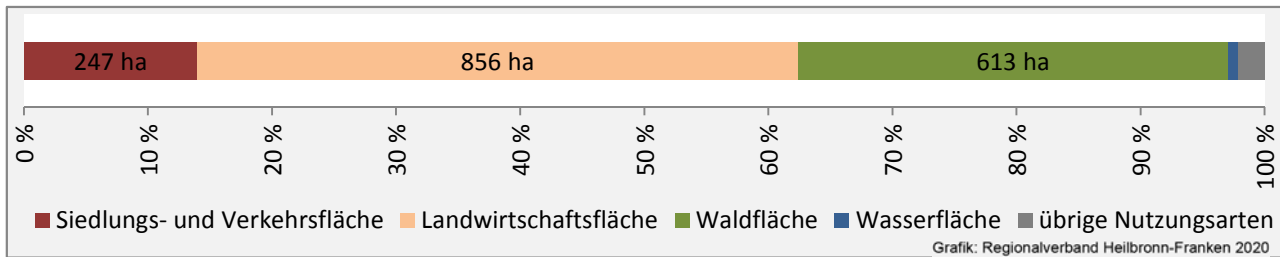 247 ha 856 ha 613 ha
0 % 10 % 20 % 30 % 40 % 50 % 60 % 70 % 80 % 90 % 100 %
Siedlungs- und Verkehrsfläche Landwirtschaftsfläche Waldfläche Wasserfläche übrige Nutzungsarten
Grafik: Regionalverband Heilbronn-Franken 2020